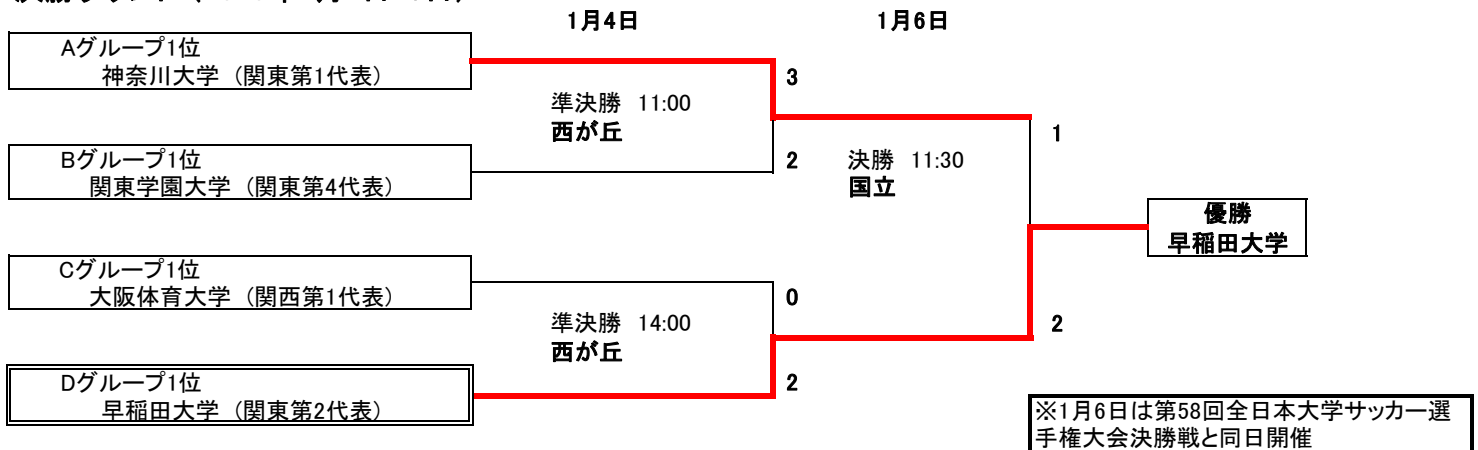 1月4日 1月6日
Aグループ1位
神奈川大学 (関東第1代表)
3
準決勝 11:00
西が丘
1
Bグループ1位
関東学園大学 (関東第4代表)
2
決勝 11:30
国立
優勝
早稲田大学
Cグループ1位
大阪体育大学 (関西第1代表)
0
準決勝 14:00
西が丘
2
Dグループ1位
早稲田大学 (関東第2代表)
2
※1月6日は第58回全日本大学サッカー選
手権大会決勝戦と同日開催